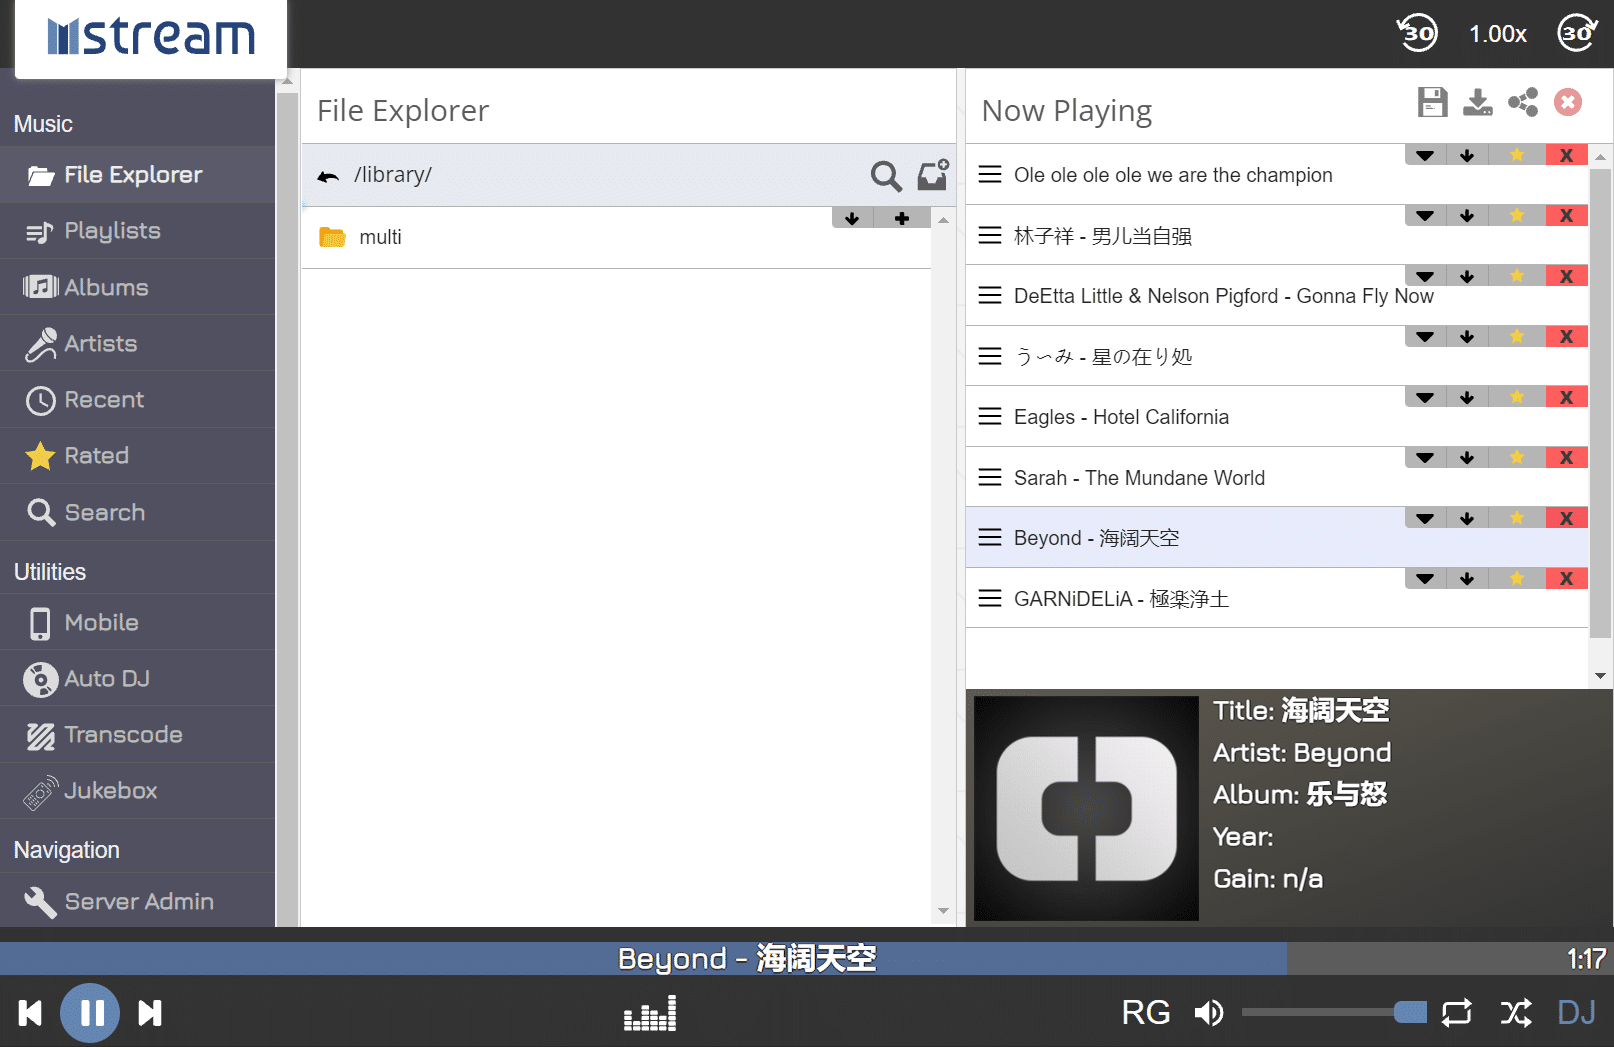 mstream
30
1.00x
30
Music
File Explorer
Playlists
Albums
Artists
Recent
Rated
Search
Utilities
Mobile
Auto DJ
Transcode
Jukebox
Navigation
Server Admin
File Explorer
/library/
multi
Now Playing
Ole ole ole ole we are the champion
X
林子祥 - 男儿当自强
X
DeEtta Little & Nelson Pigford - Gonna Fly Now
X
う~み - 星の在り処
X
Eagles - Hotel California
X
Sarah - The Mundane World
X
Beyond - 海阔天空
X
GARNiDELiA - 極楽浄土
X
Title: 海阔天空
Artist: Beyond
Album: 乐与怒
Year:
Gain: n/a
Beyond - 海阔天空
1:17
RG
DJ